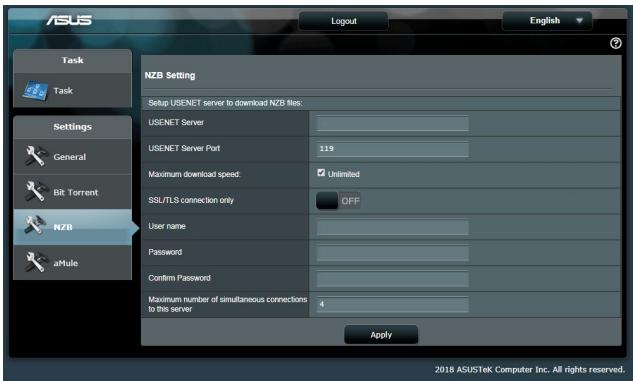 ASUS
Logout
English
?
Task
Task
Settings
General
Bit Torrent
NZB
aMule
NZB Setting
Setup USENET server to download NZB files:
USENET Server
USENET Server Port 119
Maximum download speed: Unlimited
SSL/TLS connection only OFF
User name
Password
Confirm Password
Maximum number of simultaneous connections
to this server 4
Apply
2018 ASUSTeK Computer Inc. All rights reserved.